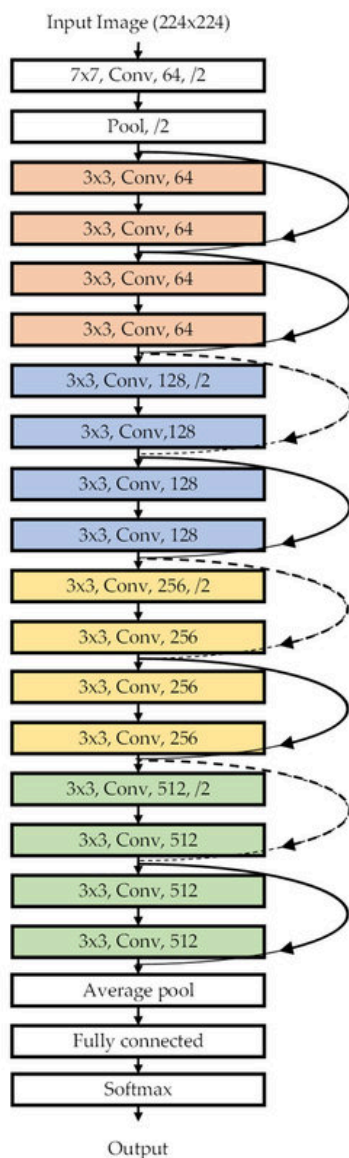 Input Image (224x224)
7x7, Conv, 64, /2
Pool, /2
3x3, Conv, 64
3x3, Conv, 64
3x3, Conv, 64
3x3, Conv, 64
3x3, Conv, 128, /2
3x3, Conv,128
3x3, Conv, 128
3x3, Conv, 128
3x3, Conv, 256, /2
3x3, Conv, 256
3x3, Conv, 256
3x3, Conv, 256
3x3, Conv, 512, /2
3x3, Conv, 512
3x3, Conv, 512
3x3, Conv, 512
Average pool
Fully connected
Softmax
Output